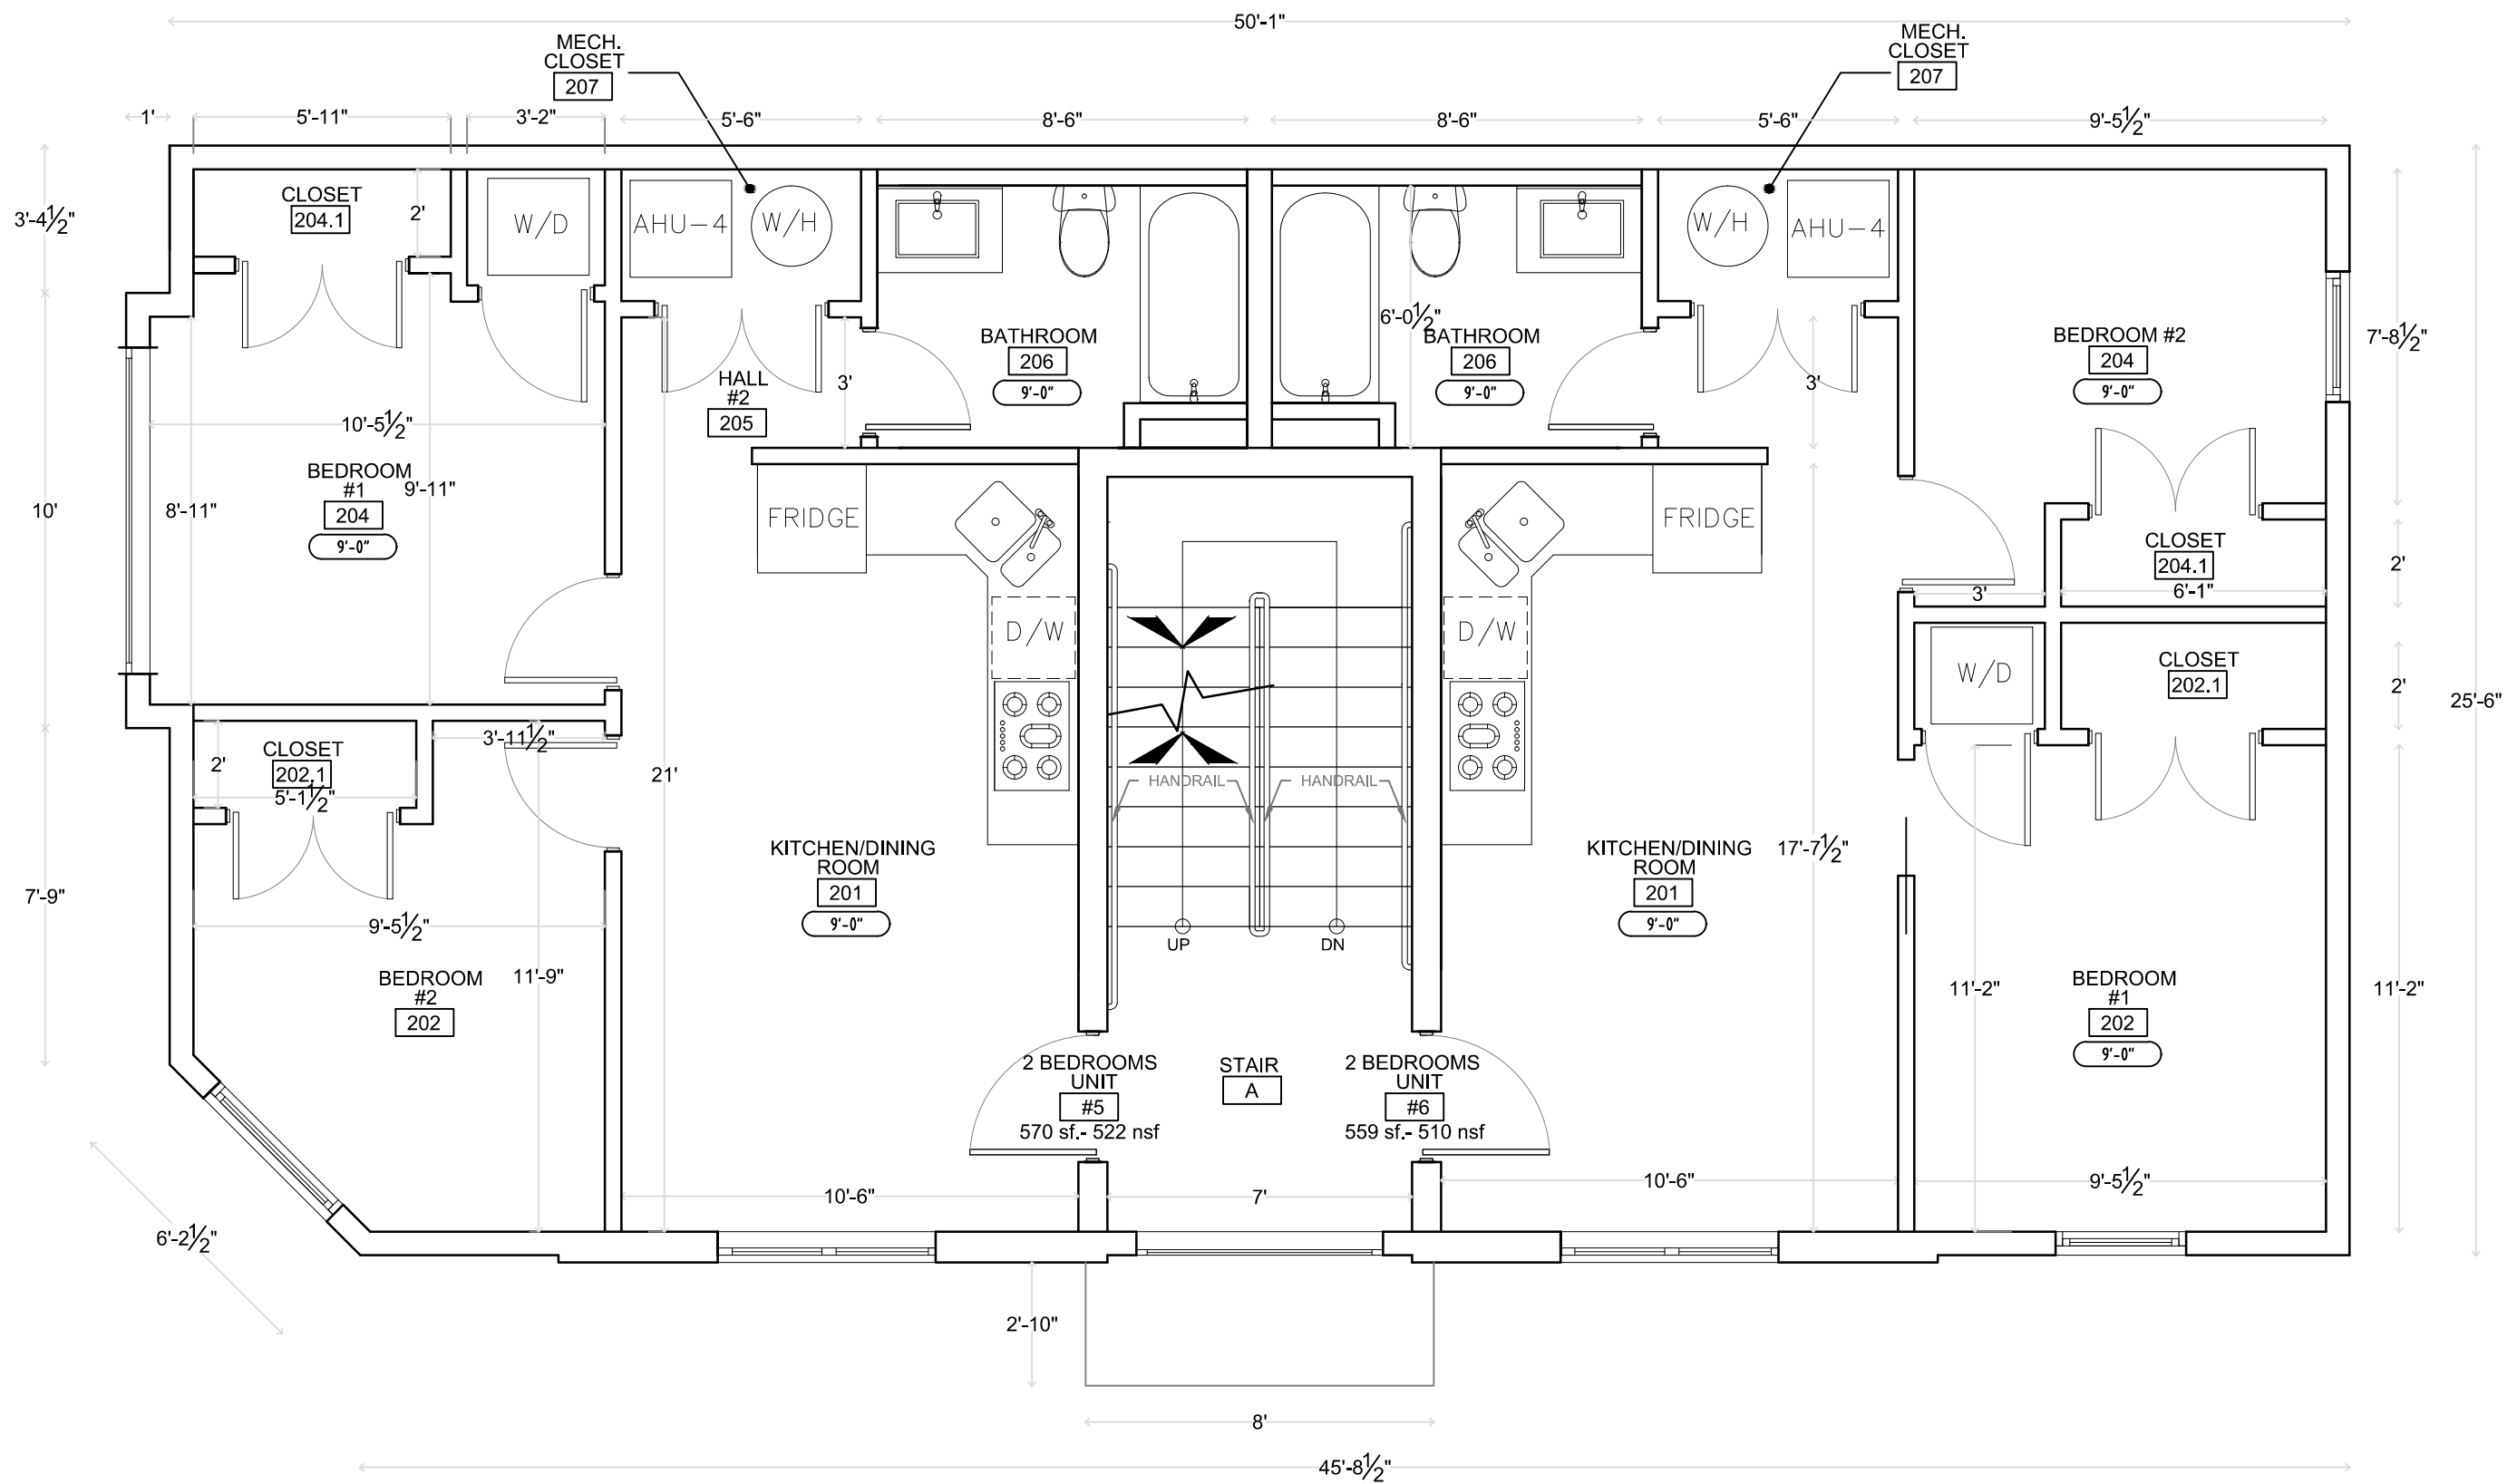 50'-1"
MECH.
CLOSET
207
MECH.
CLOSET
207
1'
5'-11"
3'-2"
5'-6"
8'-6"
8'-6"
5'-6"
9'-5½"
3'-4½"
CLOSET
204.1
2'
W/D
AHU-4
W/H
W/H
AHU-4
BATHROOM
206
9'-0"
6'-0½"
BATHROOM
206
9'-0"
BEDROOM #2
204
9'-0"
7'-8½"
HALL
#2
205
3'
3'
10'-5½"
BEDROOM
#1
204
9'-0"
9'-11"
8'-11"
10'
FRIDGE
FRIDGE
CLOSET
204.1
6'-1"
3'
2'
D/W
D/W
W/D
CLOSET
202.1
2'
25'-6"
3'-11½"
CLOSET
202.1
5'-1½"
2'
21'
HANDRAIL
HANDRAIL
7'-9"
9'-5½"
KITCHEN/DINING
ROOM
201
9'-0"
KITCHEN/DINING
ROOM
201
9'-0"
17'-7½"
UP
DN
BEDROOM
#2
202
11'-9"
11'-2"
BEDROOM
#1
202
9'-0"
11'-2"
2 BEDROOMS
UNIT
#5
570 sf.- 522 nsf
STAIR
A
2 BEDROOMS
UNIT
#6
559 sf.- 510 nsf
10'-6"
7'
10'-6"
9'-5½"
6'-2½"
2'-10"
8'
45'-8½"